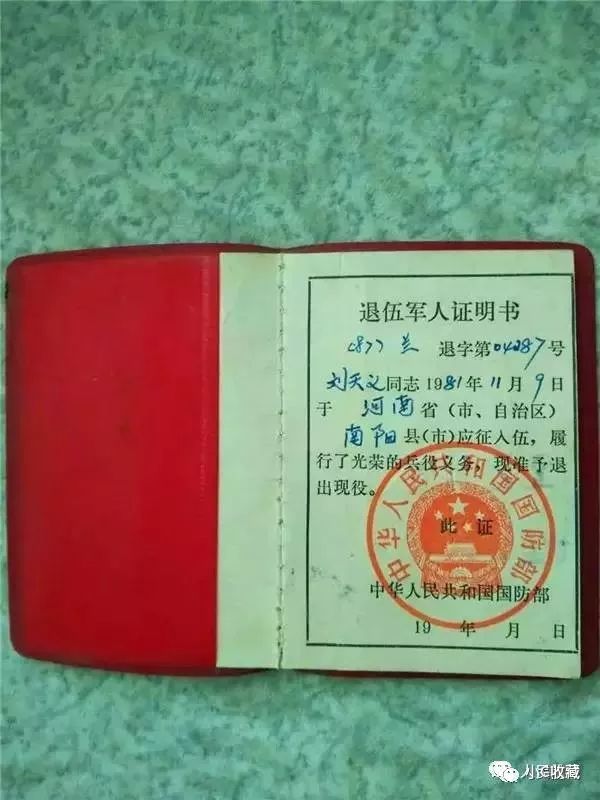 退伍军人证明书
(87) 兰 退字第04287号
刘天义同志1981年11月9日
于 河南省（市、自治区）
南阳县(市)应征入伍，履
行了光荣的兵役义务，现准予退
出现役。
此 证
中华人民共和国国防部
中华人民共和国国防部
19 年 月 日